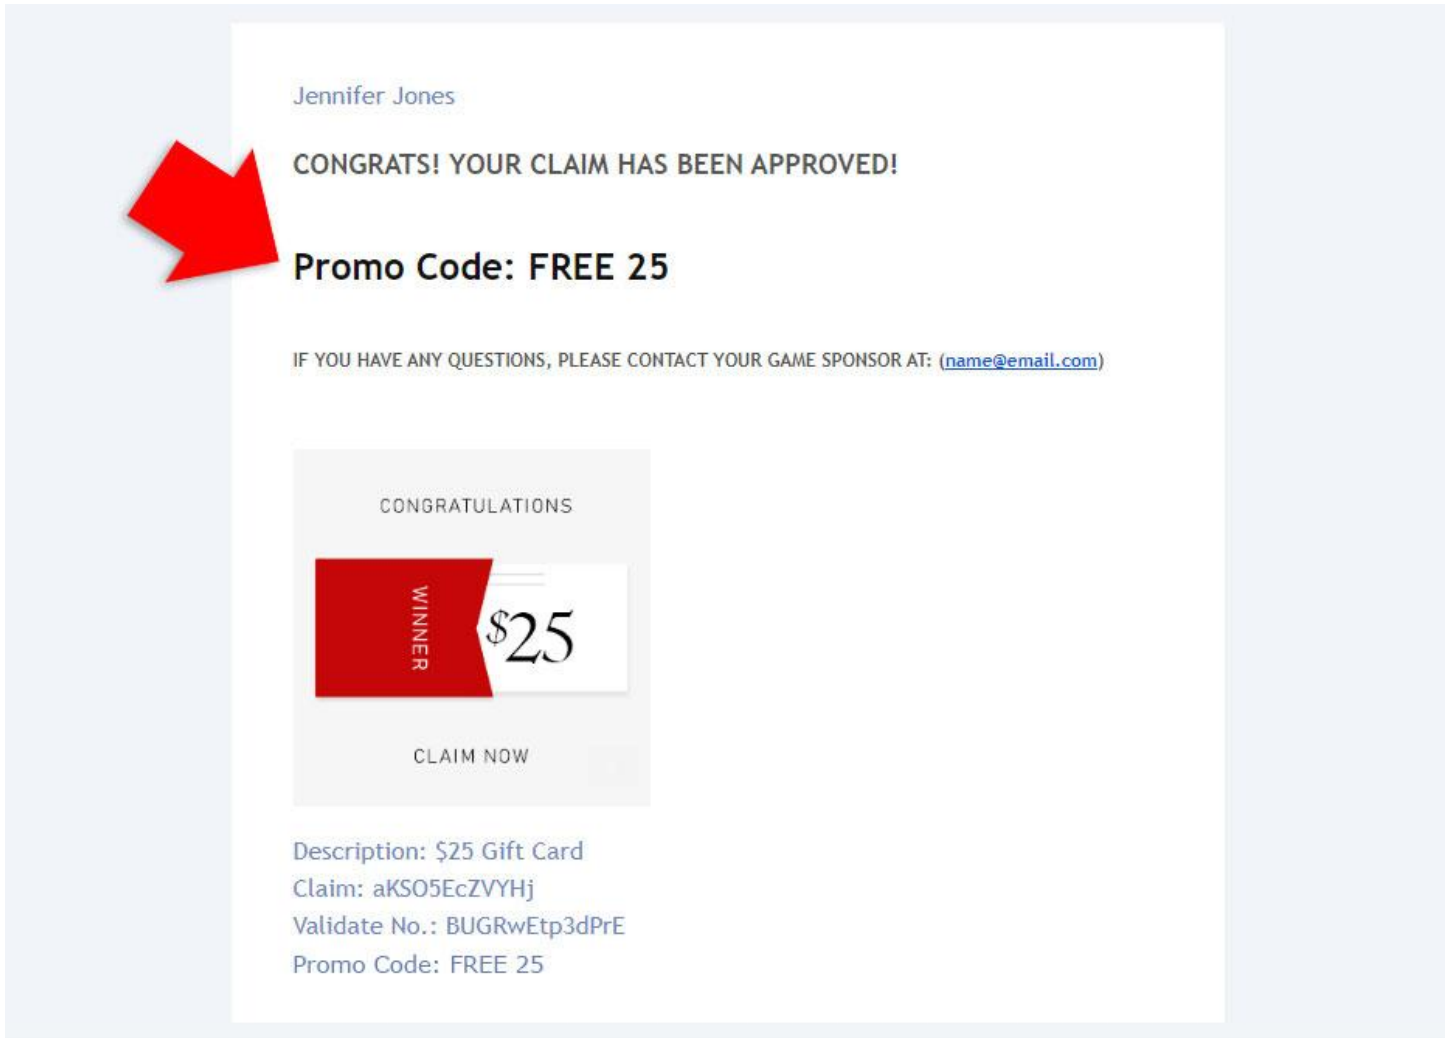 Jennifer Jones
CONGRATS! YOUR CLAIM HAS BEEN APPROVED!
Promo Code: FREE 25
IF YOU HAVE ANY QUESTIONS, PLEASE CONTACT YOUR GAME SPONSOR AT: (name@email.com)
CONGRATULATIONS
WINNER
$25
CLAIM NOW
Description: $25 Gift Card
Claim: aKSO5EcZVYHj
Validate No.: BUGRwEtp3dPrE
Promo Code: FREE 25